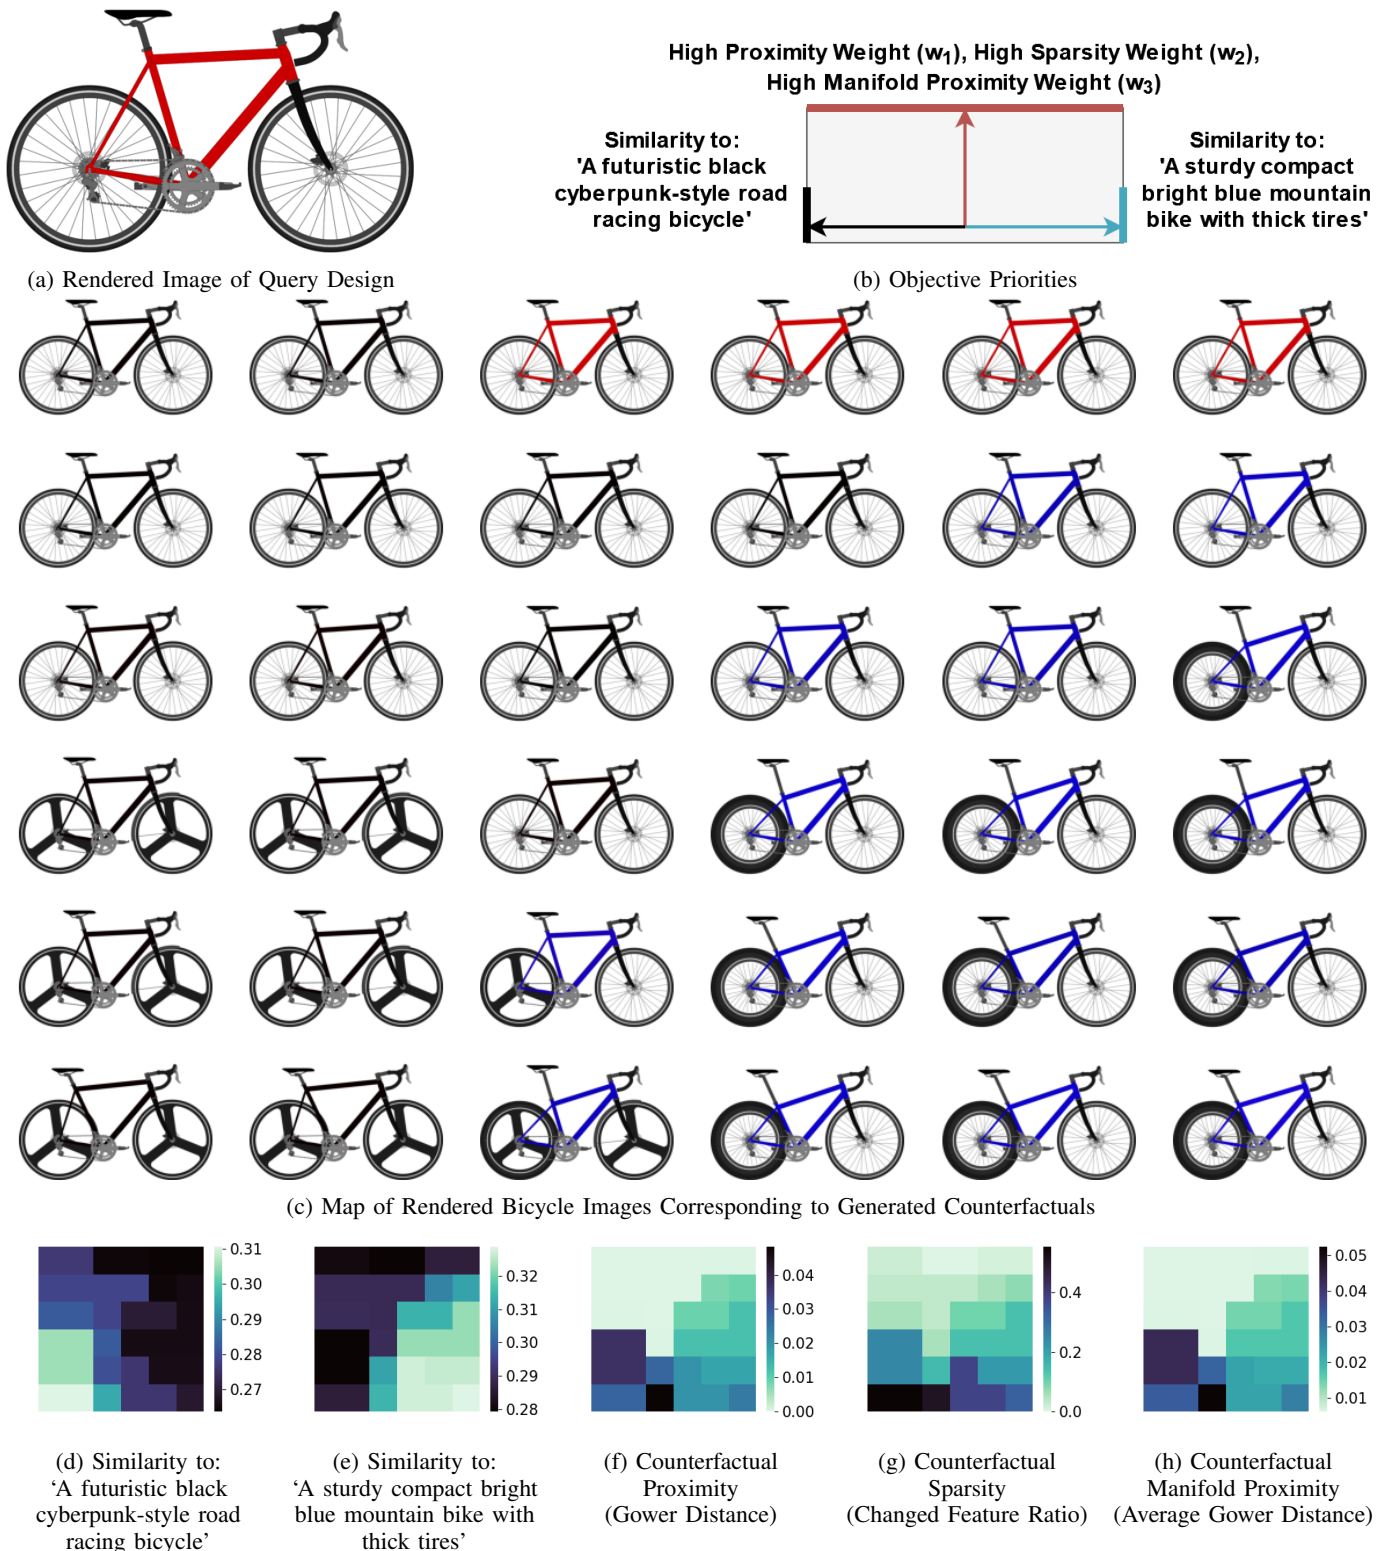 High Proximity Weight (w1), High Sparsity Weight (w2),
High Manifold Proximity Weight (w3)
Similarity to:
'A futuristic black
cyberpunk-style road
racing bicycle'
Similarity to:
'A sturdy compact
bright blue mountain
bike with thick tires'
(a) Rendered Image of Query Design
(b) Objective Priorities
(c) Map of Rendered Bicycle Images Corresponding to Generated Counterfactuals
0.31
0.30
0.29
0.28
0.27
0.32
0.31
0.30
0.29
0.28
0.04
0.03
0.02
0.01
0.00
0.4
0.2
0.0
0.05
0.04
0.03
0.02
0.01
(d) Similarity to:
‘A futuristic black
cyberpunk-style road
racing bicycle’
(e) Similarity to:
‘A sturdy compact bright
blue mountain bike with
thick tires’
(f) Counterfactual
Proximity
(Gower Distance)
(g) Counterfactual
Sparsity
(Changed Feature Ratio)
(h) Counterfactual
Manifold Proximity
(Average Gower Distance)